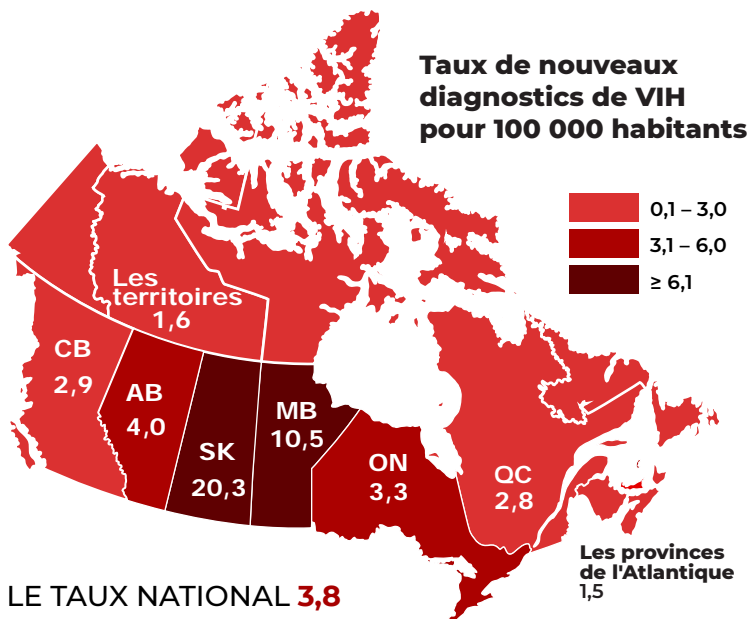 Taux de nouveaux
diagnostics de VIH
pour 100 000 habitants
0,1 – 3,0
3,1 – 6,0
≥ 6,1
Les
territoires
1,6
CB
2,9
AB
4,0
SK
20,3
MB
10,5
ON
3,3
QC
2,8
Les provinces
de l'Atlantique
1,5
LE TAUX NATIONAL 3,8